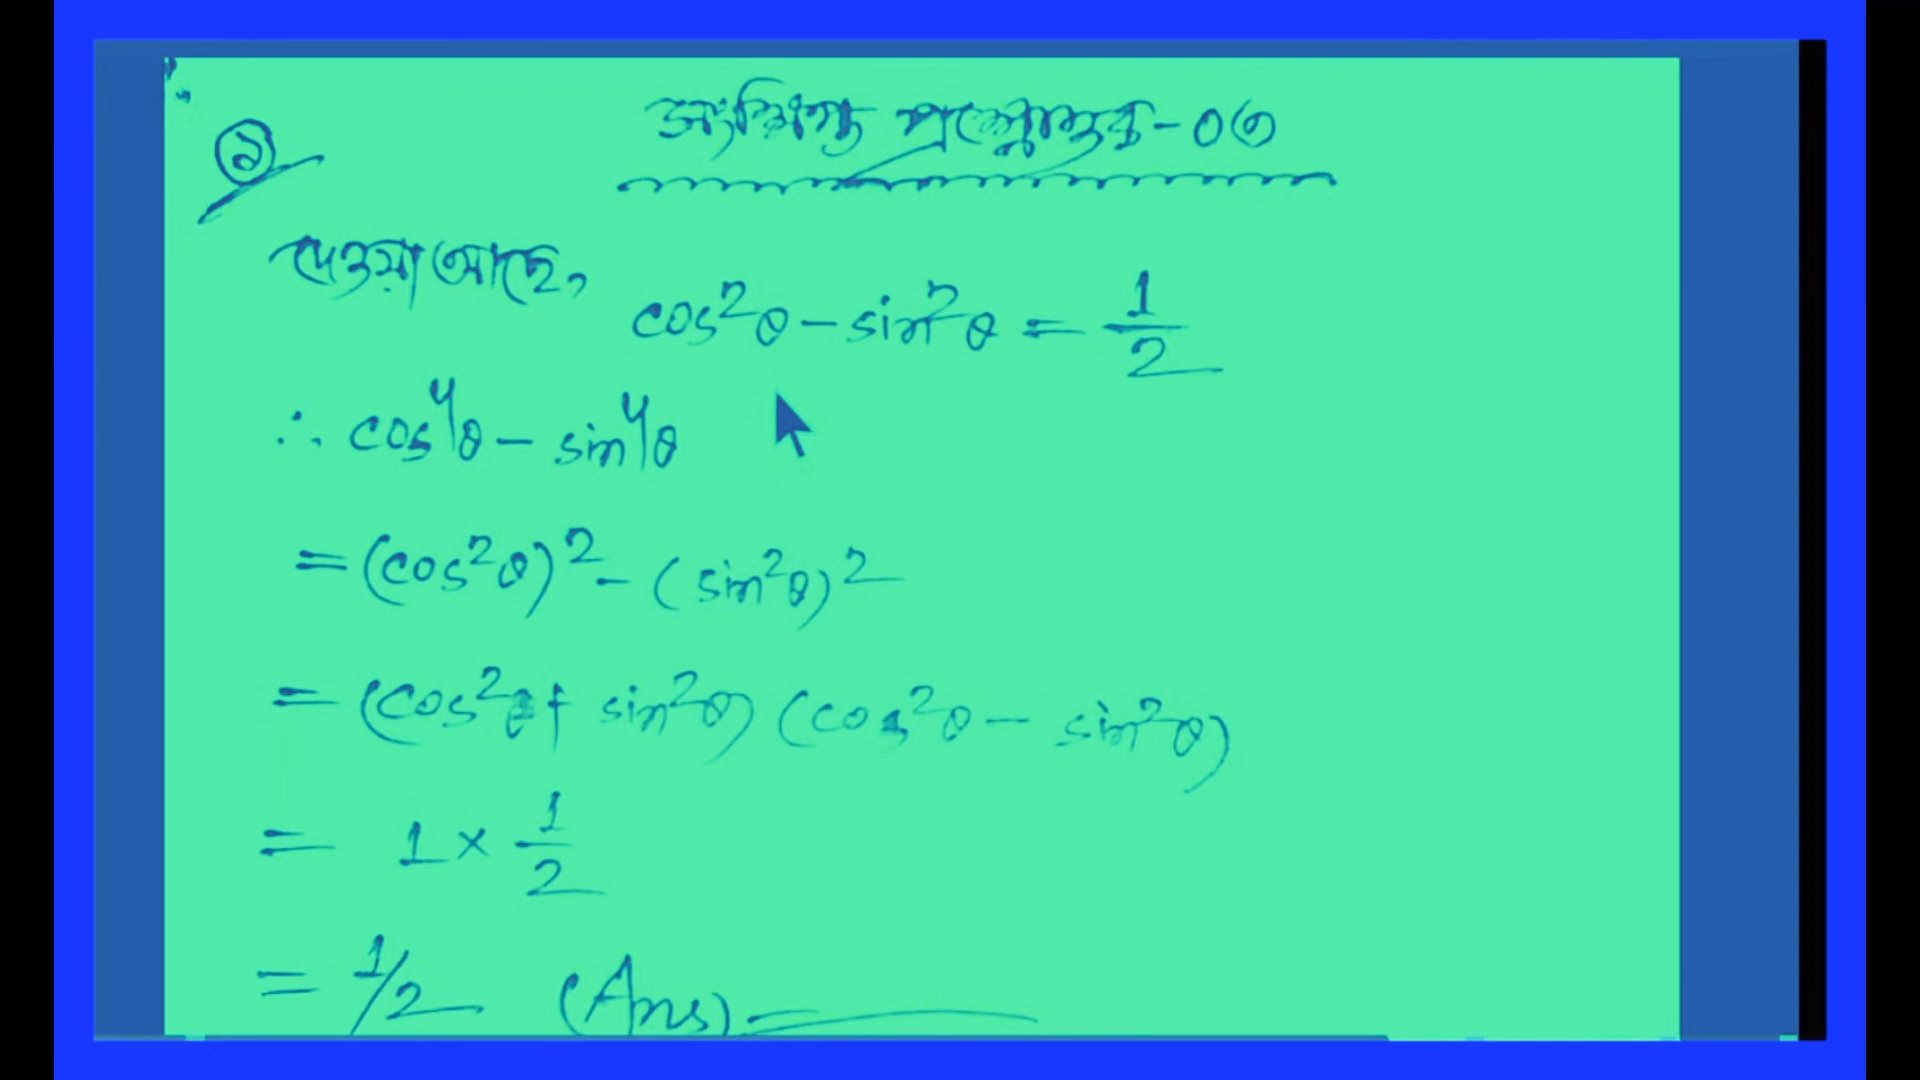 সংক্ষিপ্ত প্রশ্নোত্তর-০৩
১
দেওয়া আছে,
cos²θ - sin²θ = 1/2
∴ cos⁴θ - sin⁴θ
= (cos²θ)² - (sin²θ)²
= (cos²θ + sin²θ) (cos²θ - sin²θ)
= 1 × 1/2
= 1/2 (Ans)